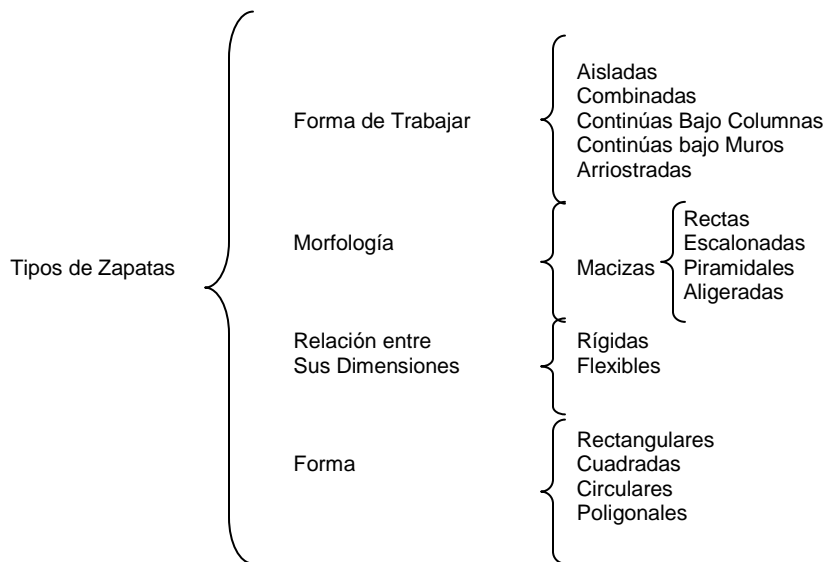 Tipos de Zapatas
Forma de Trabajar
Aisladas
Combinadas
Continúas Bajo Columnas
Continúas bajo Muros
Arriostradas
Morfología
Macizas
Rectas
Escalonadas
Piramidales
Aligeradas
Relación entre
Sus Dimensiones
Rígidas
Flexibles
Forma
Rectangulares
Cuadradas
Circulares
Poligonales